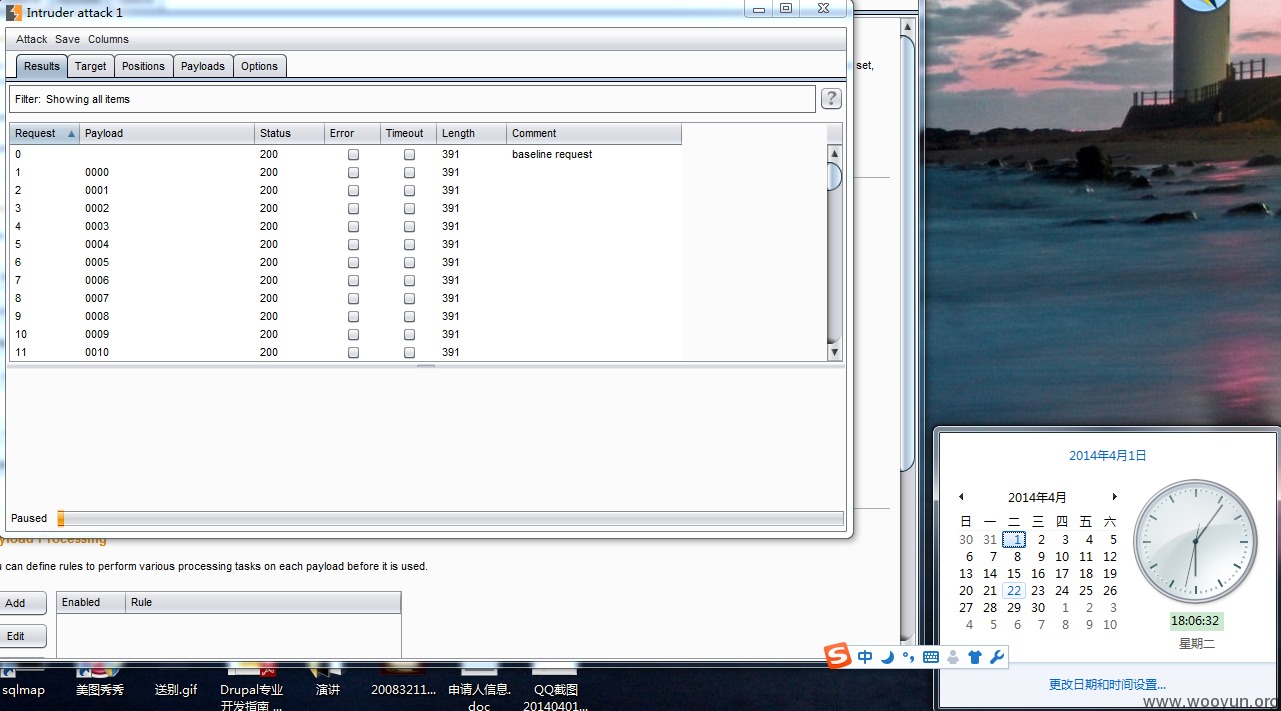 Intruder attack 1
Attack Save Columns
Results Target Positions Payloads Options
Filter: Showing all items
?
Request Payload Status Error Timeout Length Comment
0 200 391 baseline request
1 0000 200 391
2 0001 200 391
3 0002 200 391
4 0003 200 391
5 0004 200 391
6 0005 200 391
7 0006 200 391
8 0007 200 391
9 0008 200 391
10 0009 200 391
11 0010 200 391
Paused
set,
Processing
can define rules to perform various processing tasks on each payload before it is used.
Add
Edit
Enabled Rule
sqlmap
美图秀秀
送别.gif
Drupal专业
开发指南 ...
演讲
20083211...
申请人信息.
doc
QQ截图
20140401...
2014年4月1日
2014年4月
日 一 二 三 四 五 六
30 31 1 2 3 4 5
6 7 8 9 10 11 12
13 14 15 16 17 18 19
20 21 22 23 24 25 26
27 28 29 30 1 2 3
4 5 6 7 8 9 10
18:06:32
星期二
S 中
更改日期和时间设置...
www.wooyun.org